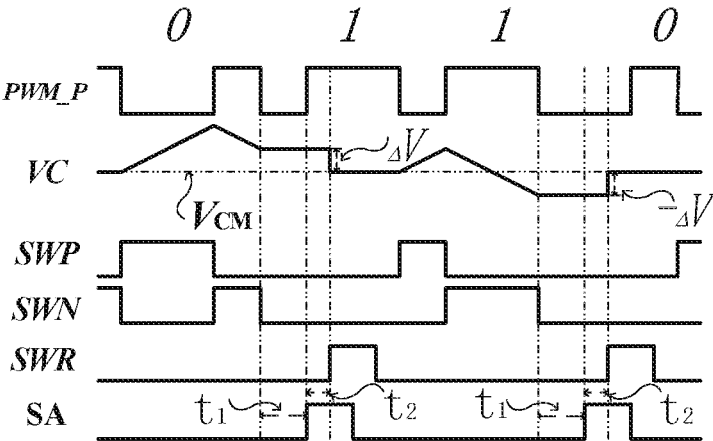 0 1 1 0
PWM_P
ΔV
VC
VCM
-ΔV
SWP
SWN
SWR
t1 t2 t1 t2
SA